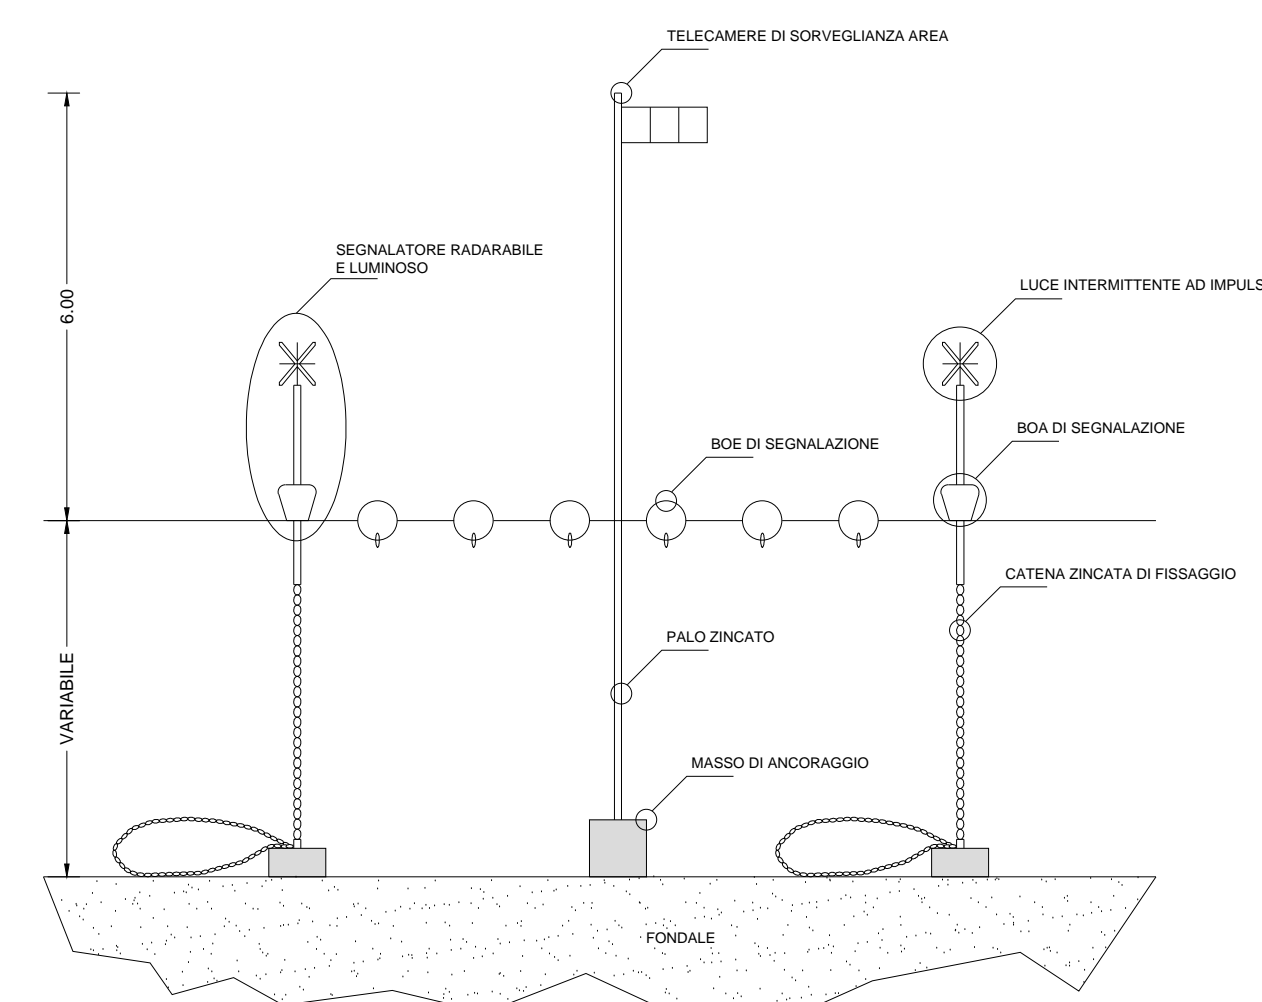 TELECAMERE DI SORVEGLIANZA AREA
SEGNALATORE RADARABILE
E LUMINOSO
LUCE INTERMITTENTE AD IMPULS
6.00
BOE DI SEGNALAZIONE
BOA DI SEGNALAZIONE
CATENA ZINCATA DI FISSAGGIO
PALO ZINCATO
VARIABILE
MASSO DI ANCORAGGIO
FONDALE